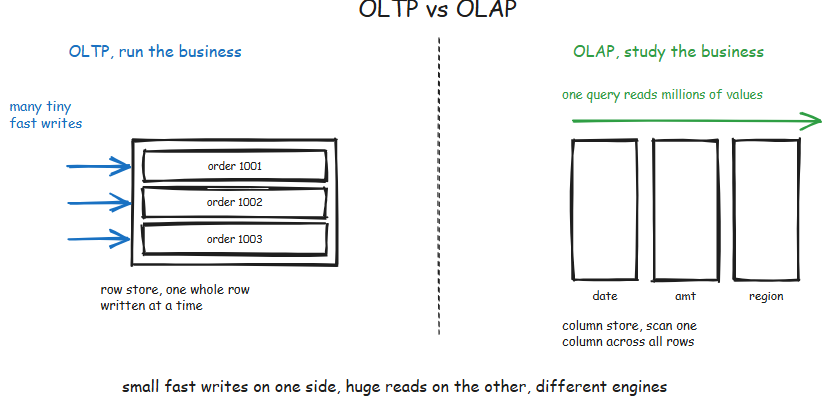 OLTP vs OLAP
OLTP, run the business
many tiny
fast writes
order 1001
order 1002
order 1003
row store, one whole row
written at a time
OLAP, study the business
one query reads millions of values
date
amt
region
column store, scan one
column across all rows
small fast writes on one side, huge reads on the other, different engines